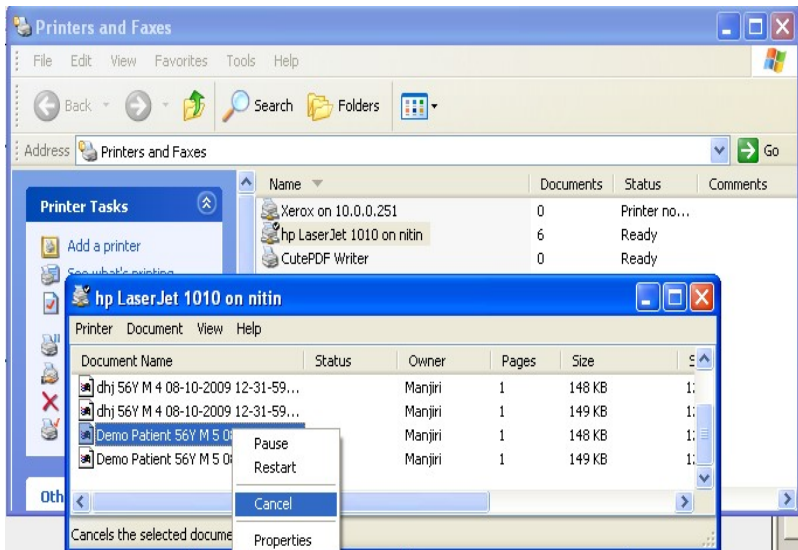 Printers and Faxes
File Edit View Favorites Tools Help
Back Search Folders
Address Printers and Faxes Go
Name Documents Status Comments
Printer Tasks
Xerox on 10.0.0.251 0 Printer no...
Add a printer
hp LaserJet 1010 on nitin 6 Ready
CutePDF Writer 0 Ready
See what's printing
hp LaserJet 1010 on nitin
Printer Document View Help
Document Name Status Owner Pages Size
dhj 56Y M 4 08-10-2009 12-31-59... Manjiri 1 148 KB
dhj 56Y M 4 08-10-2009 12-31-59... Manjiri 1 149 KB
Demo Patient 56Y M 5 Manjiri 1 148 KB
Demo Patient 56Y M 5 Manjiri 1 149 KB
Pause
Restart
Cancel
Properties
Oth
Cancels the selected docume